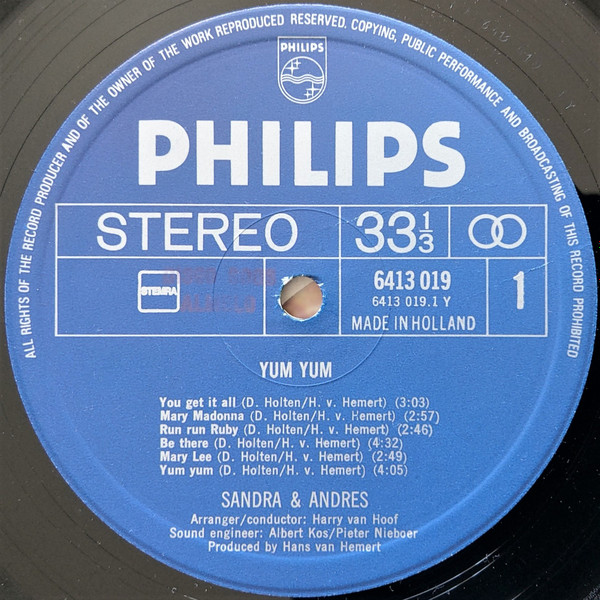 ALL RIGHTS OF THE RECORD PRODUCER AND OF THE OWNER OF THE WORK REPRODUCED RESERVED. COPYING, PUBLIC PERFORMANCE AND BROADCASTING OF THIS RECORD PROHIBITED
PHILIPS
PHILIPS
STEREO 33 1/3
STEMRA
6413 019
6413 019.1 Y
MADE IN HOLLAND
1
YUM YUM
You get it all (D. Holten/H. v. Hemert) (3:03)
Mary Madonna (D. Holten/H. v. Hemert) (2:57)
Run run Ruby (D. Holten/H. v. Hemert) (2:46)
Be there (D. Holten/H. v. Hemert) (4:32)
Mary Lee (D. Holten/H. v. Hemert) (2:49)
Yum yum (D. Holten/H. v. Hemert) (4:05)
SANDRA & ANDRES
Arranger/conductor: Harry van Hoof
Sound engineer: Albert Kos/Pieter Nieboer
Produced by Hans van Hemert